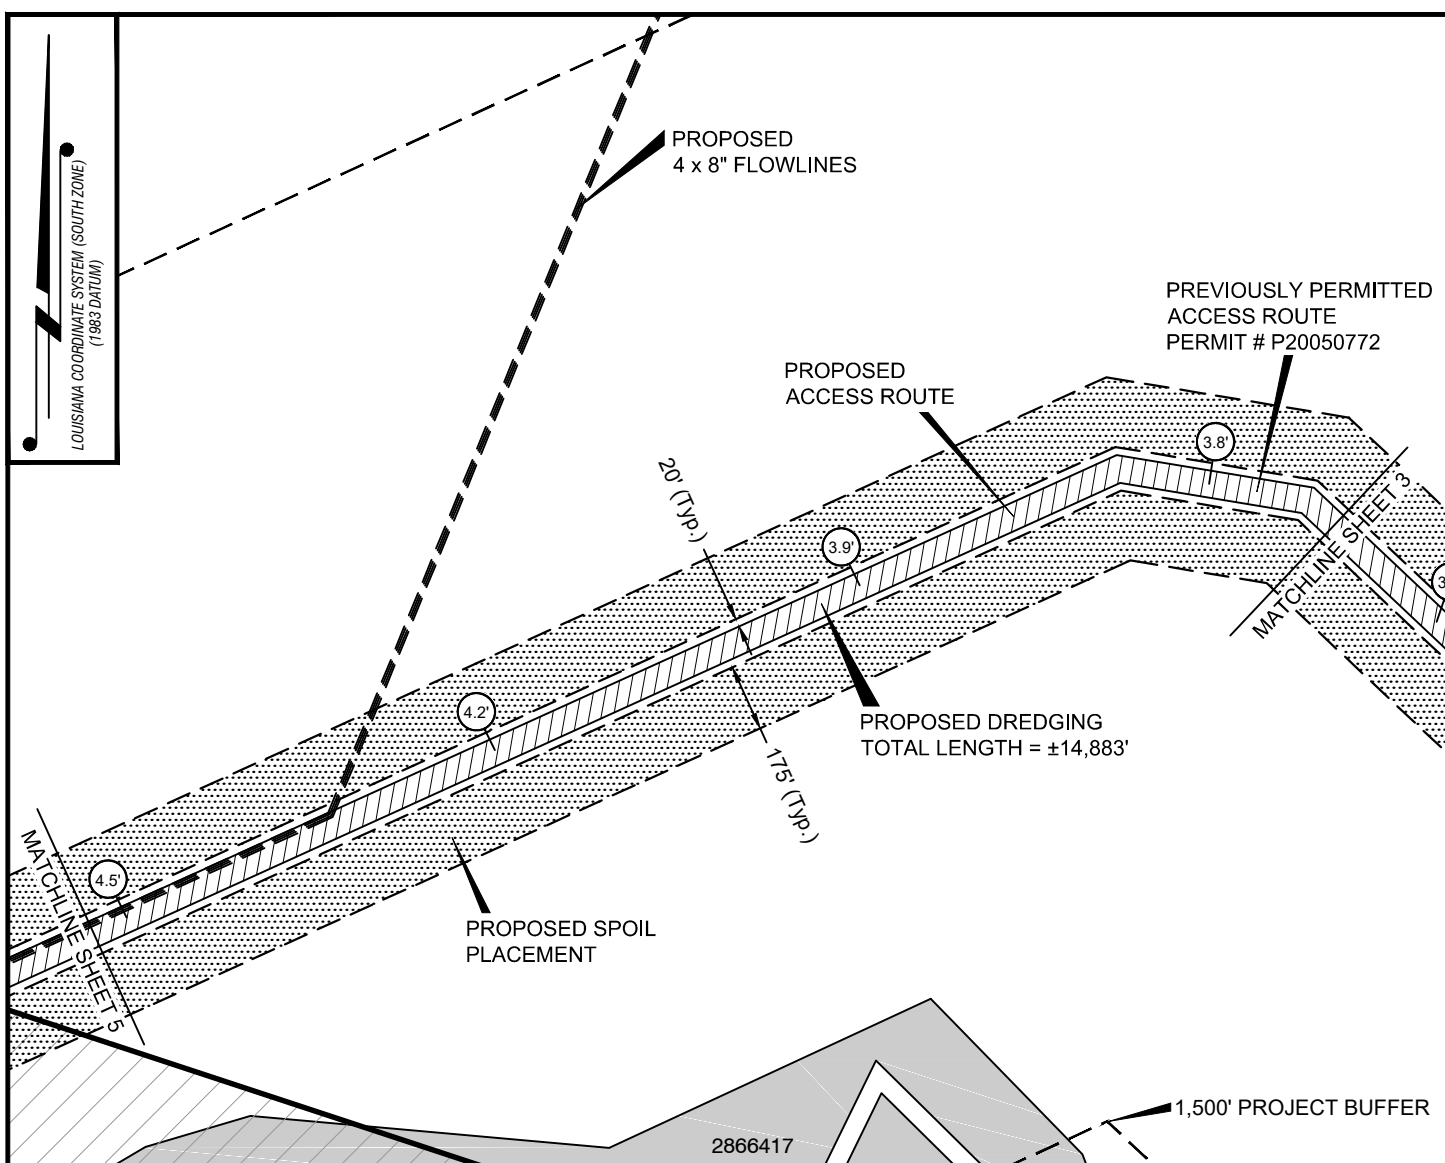 LOUISIANA COORDINATE SYSTEM (SOUTH ZONE)
(1983 DATUM)
PROPOSED
4 x 8" FLOWLINES
PREVIOUSLY PERMITTED
ACCESS ROUTE
PERMIT # P20050772
PROPOSED
ACCESS ROUTE
3.8'
20' (Typ.)
MATCHLINE SHEET 3
3.9'
3
4.2'
PROPOSED DREDGING
TOTAL LENGTH = ±14,883'
175' (Typ.)
MATCHLINE SHEET 5
4.5'
PROPOSED SPOIL
PLACEMENT
1,500' PROJECT BUFFER
2866417